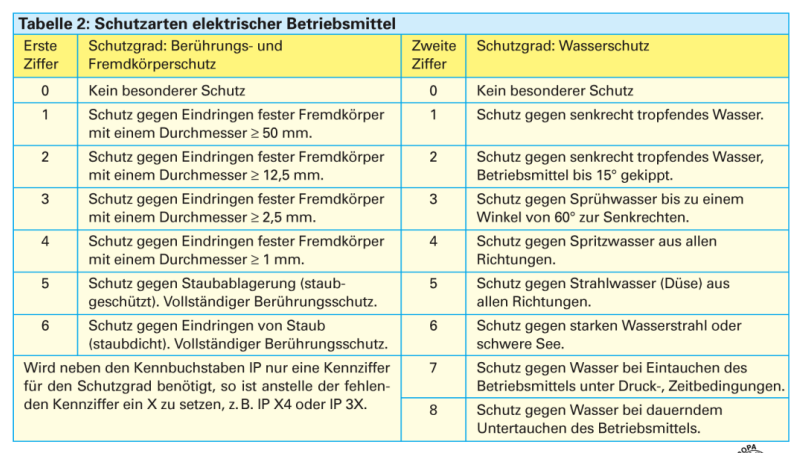 Tabelle 2: Schutzarten elektrischer Betriebsmittel
Erste Ziffer
Schutzgrad: Berührungs- und
Fremdkörperschutz
Zweite Ziffer
Schutzgrad: Wasserschutz
0
Kein besonderer Schutz
0
Kein besonderer Schutz
1
Schutz gegen Eindringen fester Fremdkörper
mit einem Durchmesser ≥ 50 mm.
1
Schutz gegen senkrecht tropfendes Wasser.
2
Schutz gegen Eindringen fester Fremdkörper
mit einem Durchmesser ≥ 12,5 mm.
2
Schutz gegen senkrecht tropfendes Wasser,
Betriebsmittel bis 15° gekippt.
3
Schutz gegen Eindringen fester Fremdkörper
mit einem Durchmesser ≥ 2,5 mm.
3
Schutz gegen Sprühwasser bis zu einem
Winkel von 60° zur Senkrechten.
4
Schutz gegen Eindringen fester Fremdkörper
mit einem Durchmesser ≥ 1 mm.
4
Schutz gegen Spritzwasser aus allen
Richtungen.
5
Schutz gegen Staubablagerung (staub-
geschützt). Vollständiger Berührungsschutz.
5
Schutz gegen Strahlwasser (Düse) aus
allen Richtungen.
6
Schutz gegen Eindringen von Staub
(staubdicht). Vollständiger Berührungsschutz.
6
Schutz gegen starken Wasserstrahl oder
schwere See.
Wird neben den Kennbuchstaben IP nur eine Kennziffer
für den Schutzgrad benötigt, so ist anstelle der fehlen-
den Kennziffer ein X zu setzen, z. B. IP X4 oder IP 3X.
7
Schutz gegen Wasser bei Eintauchen des
Betriebsmittels unter Druck-, Zeitbedingungen.
8
Schutz gegen Wasser bei dauerndem
Untertauchen des Betriebsmittels.